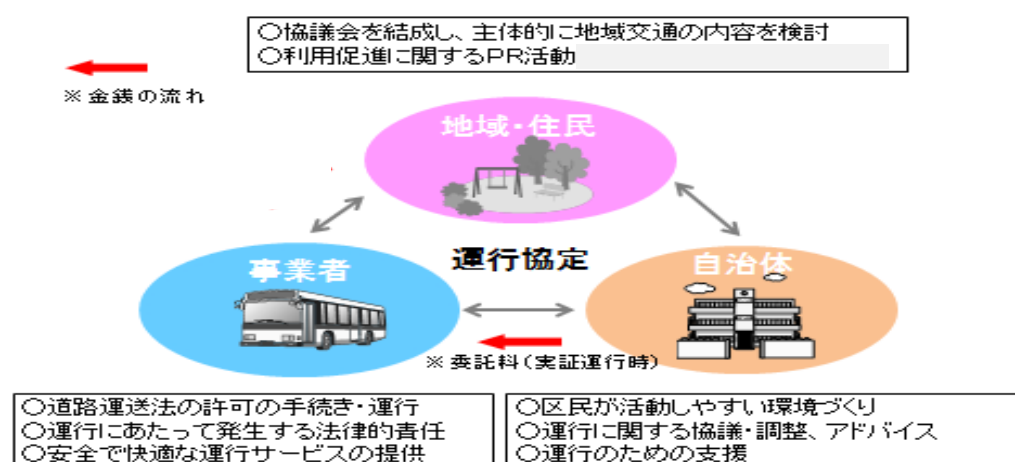 ○協議会を結成し、主体的に地域交通の内容を検討
○利用促進に関するPR活動
※金銭の流れ
地域・住民
事業者
運行協定
自治体
※委託料(実証運行時)
○道路運送法の許可の手続き・運行
○運行にあたって発生する法律的責任
○安全で快適な運行サービスの提供
○区民が活動しやすい環境づくり
○運行に関する協議・調整、アドバイス
○運行のための支援